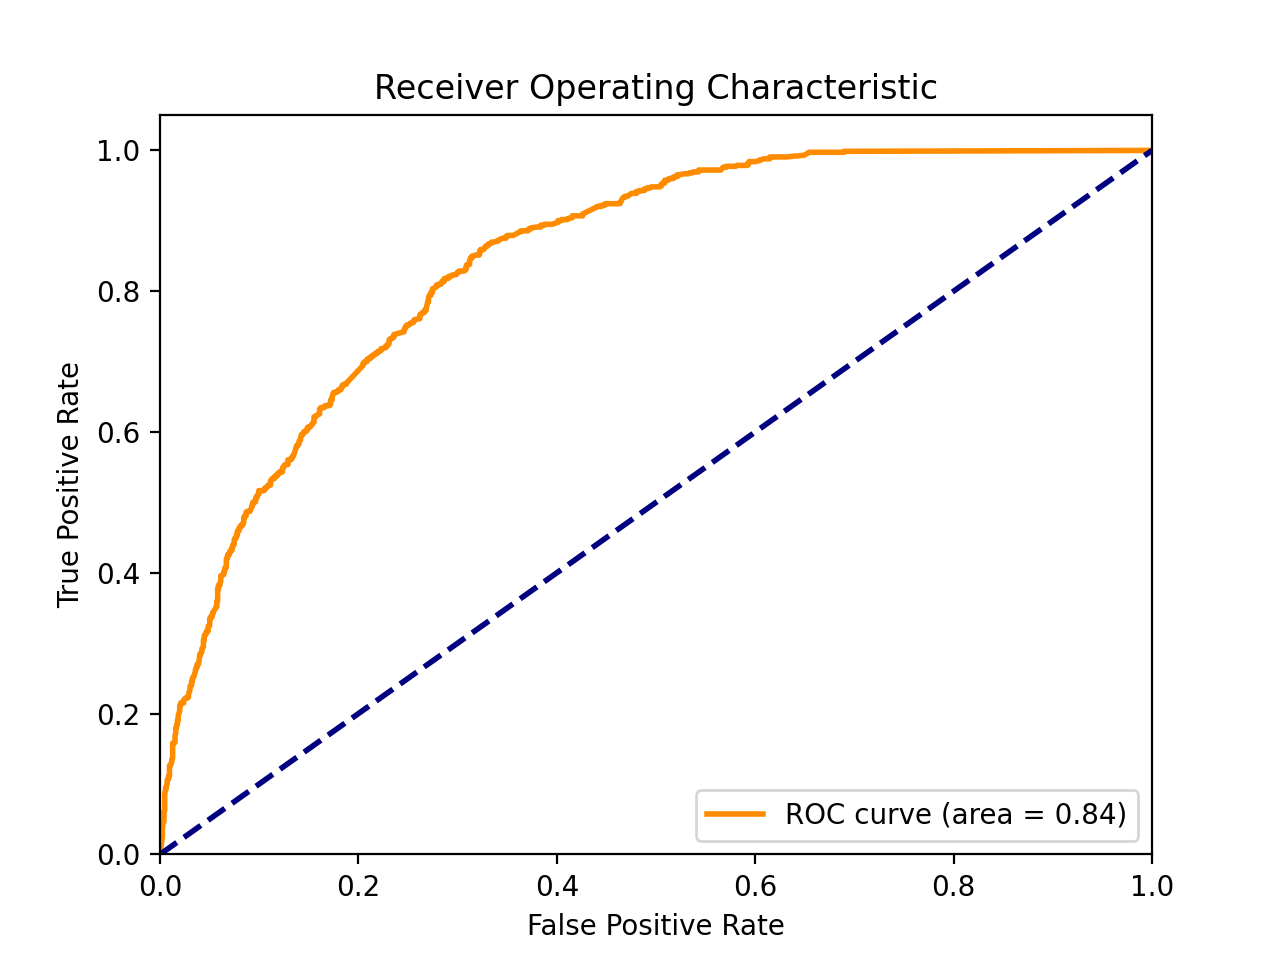 Receiver Operating Characteristic
True Positive Rate
1.0
0.8
0.6
0.4
0.2
0.0
ROC curve (area = 0.84)
0.0 0.2 0.4 0.6 0.8 1.0
False Positive Rate